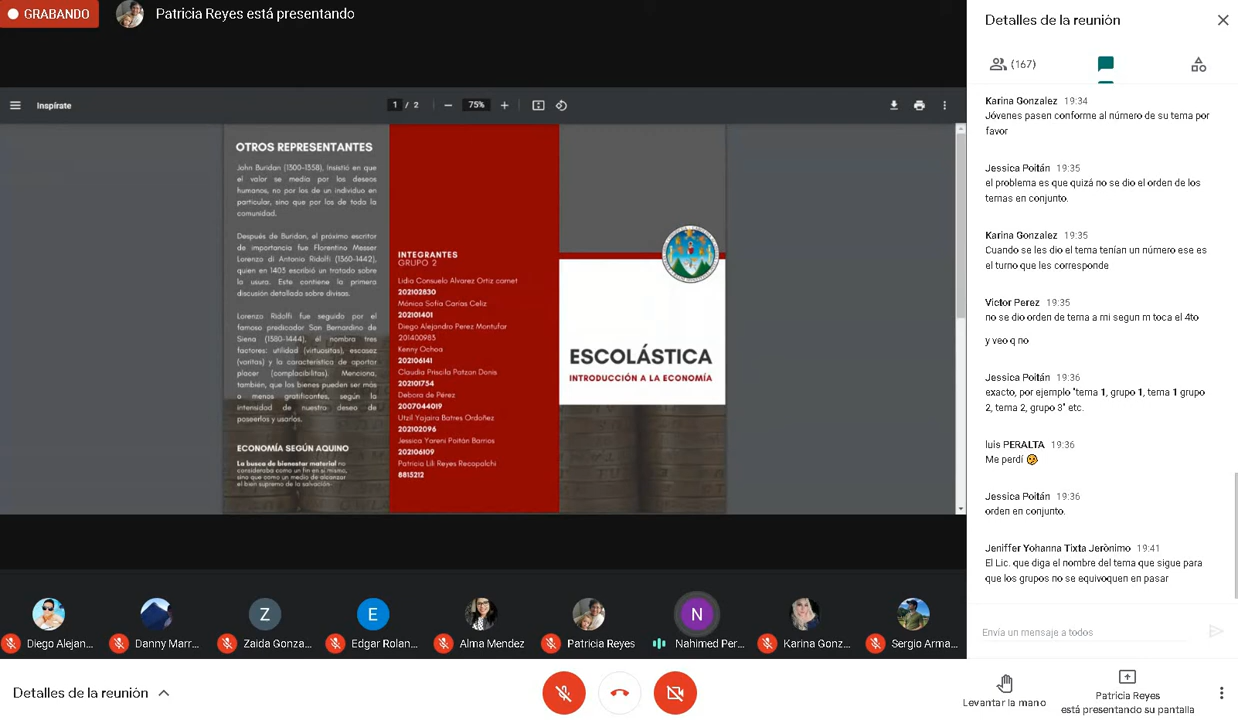 GRABANDO
Patricia Reyes está presentando
Inspírate
1 / 2
75%
OTROS REPRESENTANTES
John Buridan (1300-1358), Insistió en que
el valor se media por los deseos
humanos, no por los de un individuo en
particular, sino que por los de toda la
comunidad.
Después de Buridan, el próximo escritor
de importancia fue Florentino Messer
Lorenzo di Antonio Ridolfi (1360-1442),
quien en 1403 escribió un tratado sobre
la usura. Este contiene la primera
discusión detallada sobre divisas.
Lorenzo Ridolfi fue seguido por el
famoso predicador San Bernardino de
Siena (1380-1444), él nombra tres
factores: utilidad (virtuositas), escasez
(varitas) y la característica de aportar
placer (complacibilitas). Menciona,
también, que los bienes pueden ser más
o menos gratificantes, según la
intensidad de nuestro deseo de
poseerlos y usarlos.
ECONOMÍA SEGÚN AQUINO
La busca de bienestar material no
consideraba como un fin en sí mismo,
sino que como un medio de alcanzar
el bien supremo de la salvación.
INTEGRANTES
GRUPO 2
Lidia Consuelo Alvarez Ortiz carnet
202102830
Mónica Sofía Carías Celiz
202101401
Diego Alejandro Perez Montufar
201400985
Kenny Ochoa
202106141
Claudia Priscila Patzan Donis
202101754
Debora de Pérez
2007044019
Utzil Yajaira Batres Ordoñez
202102096
Jessica Yareni Poitán Barrios
202106109
Patricia Lili Reyes Recopalchi
8815212
ESCOLÁSTICA
INTRODUCCIÓN A LA ECONOMÍA
Diego Alejan...
Danny Marr...
Z
Zaida Gonza...
E
Edgar Rolan...
Alma Mendez
Patricia Reyes
N
Nahimed Per...
Karina Gonz...
Sergio Arma...
Detalles de la reunión
Levantar la mano
Patricia Reyes
está presentando su pantalla
Detalles de la reunión
(167)
Karina Gonzalez 19:34
Jóvenes pasen conforme al número de su tema por
favor
Jessica Poitán 19:35
el problema es que quizá no se dio el orden de los
temas en conjunto.
Karina Gonzalez 19:35
Cuando se les dio el tema tenían un número ese es
el turno que les corresponde
Victor Perez 19:35
no se dio orden de tema a mi segun m toca el 4to
y veo q no
Jessica Poitán 19:36
exacto, por ejemplo "tema 1, grupo 1, tema 1 grupo
2, tema 2, grupo 3" etc.
luis PERALTA 19:36
Me perdí
Jessica Poitán 19:36
orden en conjunto.
Jeniffer Yohanna Tixta Jerònimo 19:41
El Lic. que diga el nombre del tema que sigue para
que los grupos no se equivoquen en pasar
Envía un mensaje a todos